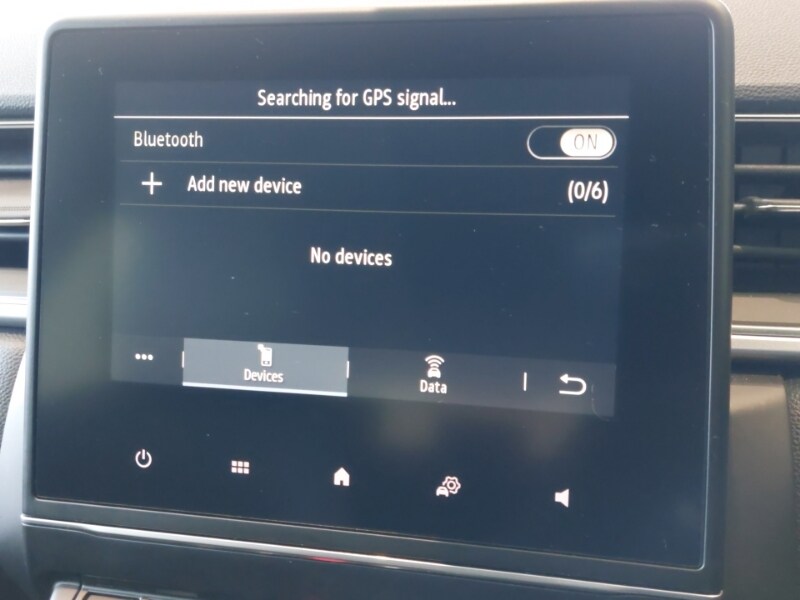 Searching for GPS signal...
Bluetooth
ON
Add new device
(0/6)
No devices
Devices
Data